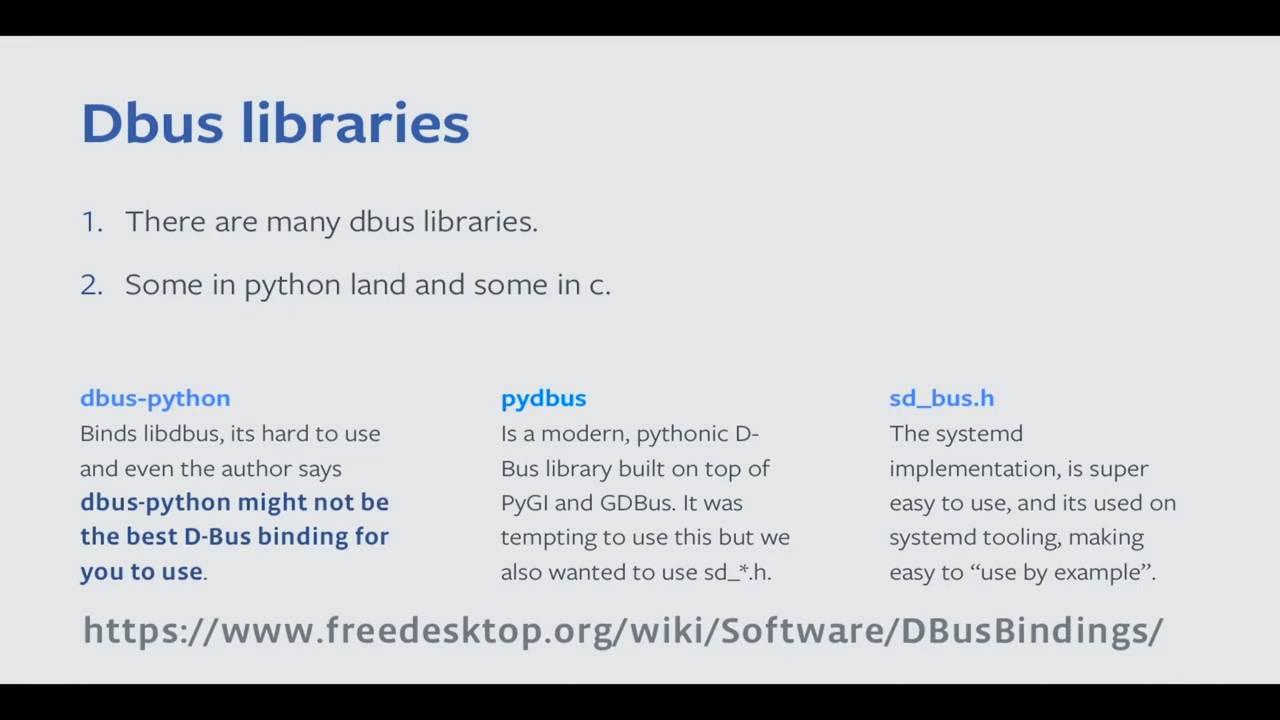 Dbus libraries
1. There are many dbus libraries.
2. Some in python land and some in c.
dbus-python
Binds libdbus, its hard to use
and even the author says
dbus-python might not be
the best D-Bus binding for
you to use.
pydbus
Is a modern, pythonic D-
Bus library built on top of
PyGI and GDBus. It was
tempting to use this but we
also wanted to use sd_*.h.
sd_bus.h
The systemd
implementation, is super
easy to use, and its used on
systemd tooling, making
easy to “use by example”.
https://www.freedesktop.org/wiki/Software/DBusBindings/